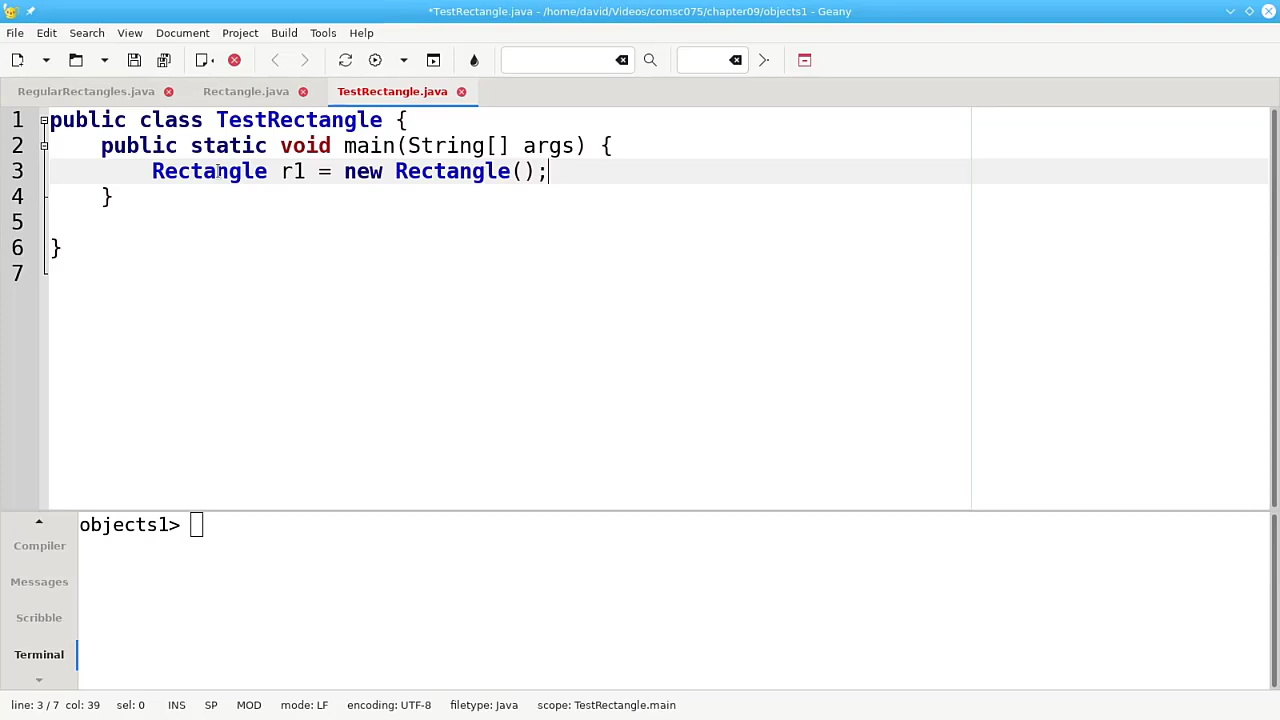 *TestRectangle.java - /home/david/Videos/comsc075/chapter09/objects1 - Geany
File Edit Search View Document Project Build Tools Help
RegularRectangles.java Rectangle.java TestRectangle.java
1 public class TestRectangle {
2 public static void main(String[] args) {
3 Rectangle r1 = new Rectangle();
4 }
5
6 }
7
objects1>
Compiler
Messages
Scribble
Terminal
line: 3 / 7 col: 39 sel: 0 INS SP MOD mode: LF encoding: UTF-8 filetype: Java scope: TestRectangle.main